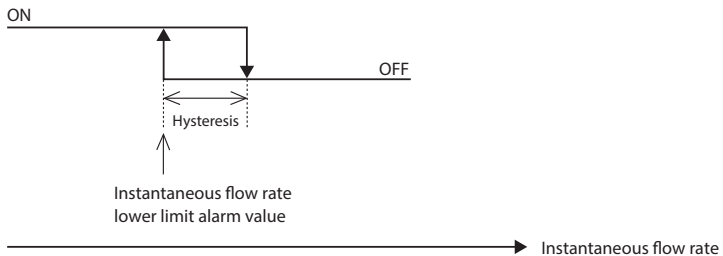 ON
OFF
Hysteresis
Instantaneous flow rate
lower limit alarm value
Instantaneous flow rate